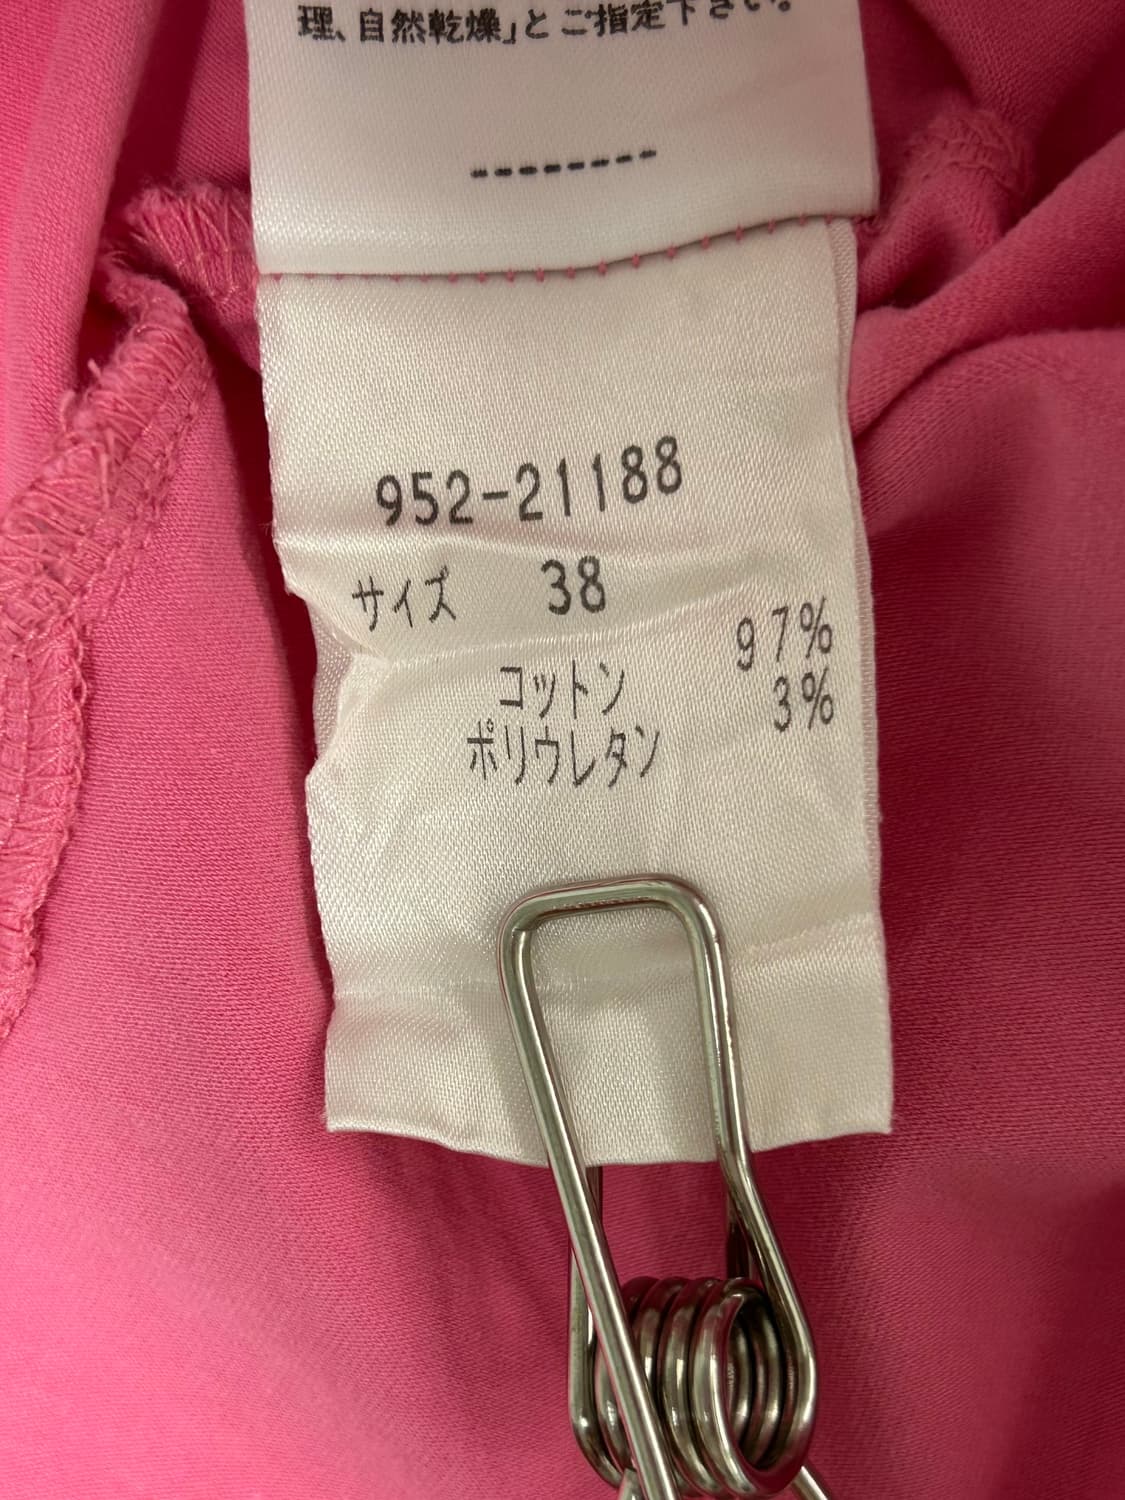 理、自然乾燥」とご指定下さい。
---------
952-21188
サイズ 38
コットン 97%
ポリウレタン 3%